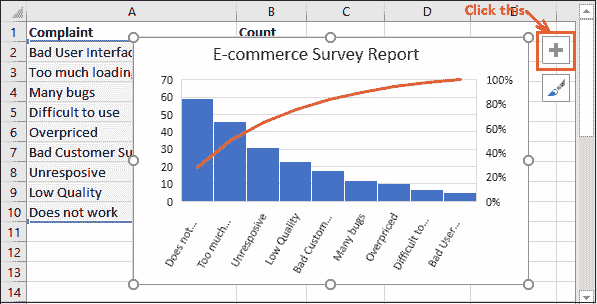 Click this
A B C D E
1 Complaint Count
2 Bad User Interfac
3 Too much loading
4 Many bugs
5 Difficult to use
6 Overpriced
7 Bad Customer Su
8 Unresposive
9 Low Quality
10 Does not work
11
12
13
14
E-commerce Survey Report
70
60
50
40
30
20
10
0
100%
80%
60%
40%
20%
0%
Does not...
Too much...
Unresposive
Low Quality
Bad Custom...
Many bugs
Overpriced
Difficult to...
Bad User...